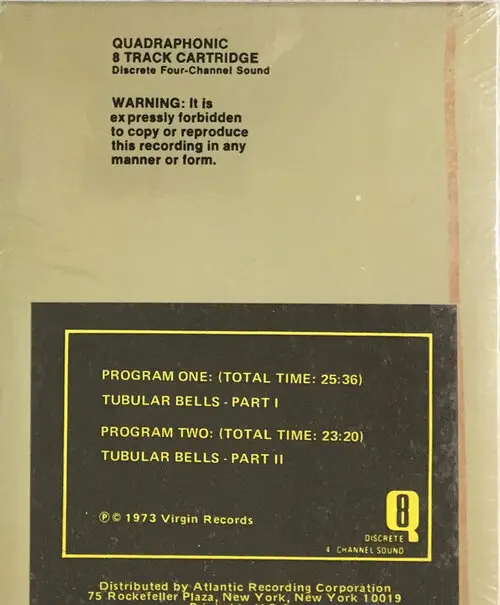 QUADRAPHONIC
8 TRACK CARTRIDGE
Discrete Four-Channel Sound
WARNING: It is
expressly forbidden
to copy or reproduce
this recording in any
manner or form.
PROGRAM ONE: (TOTAL TIME: 25:36)
TUBULAR BELLS - PART I
PROGRAM TWO: (TOTAL TIME: 23:20)
TUBULAR BELLS - PART II
℗ © 1973 Virgin Records
Q8
DISCRETE
4 CHANNEL SOUND
Distributed by Atlantic Recording Corporation
75 Rockefeller Plaza, New York, New York 10019